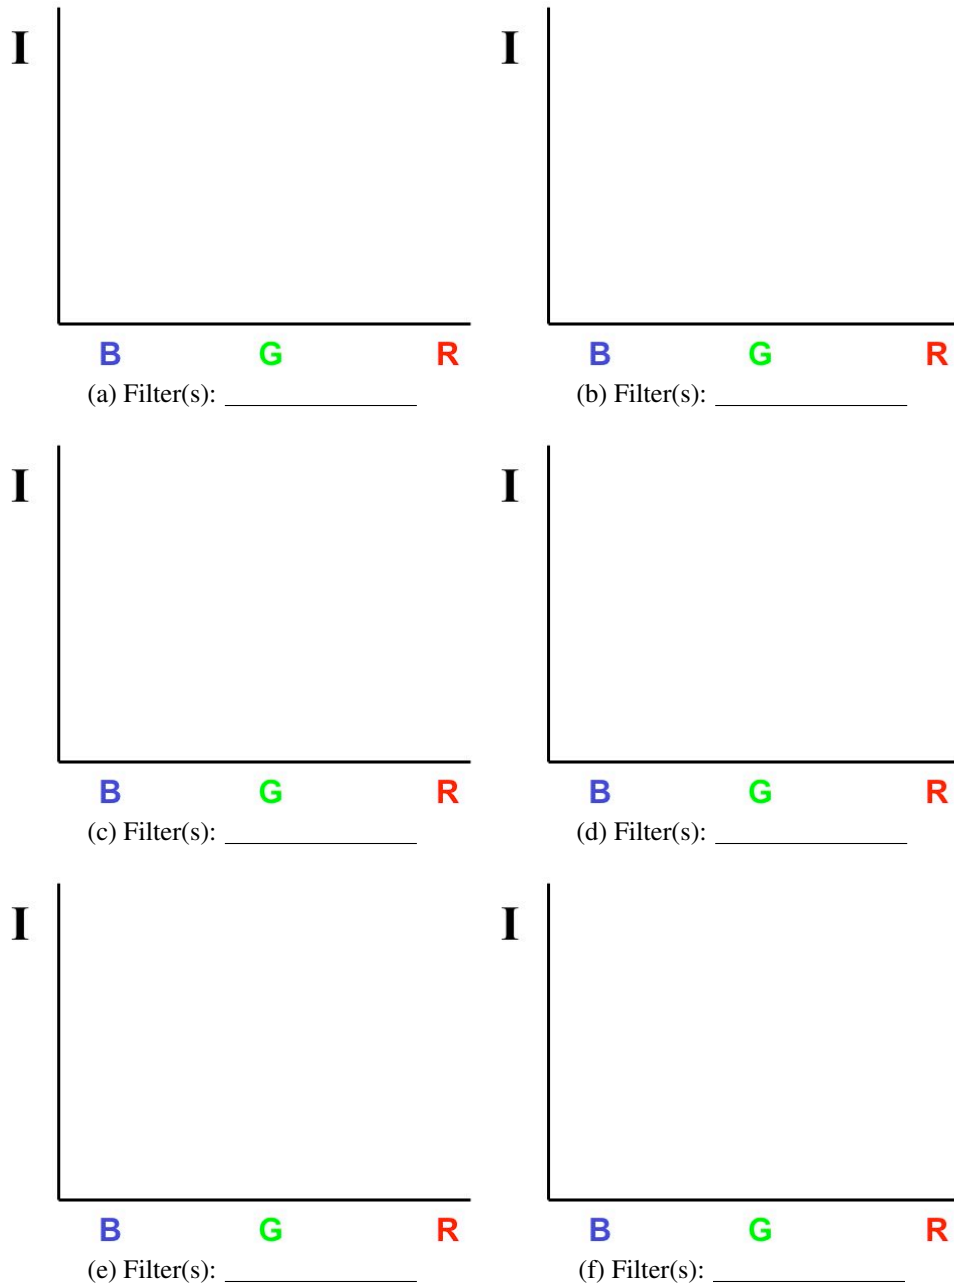 I I
B G R B G R
(a) Filter(s): (b) Filter(s):
I I
B G R B G R
(c) Filter(s): (d) Filter(s):
I I
B G R B G R
(e) Filter(s): (f) Filter(s):